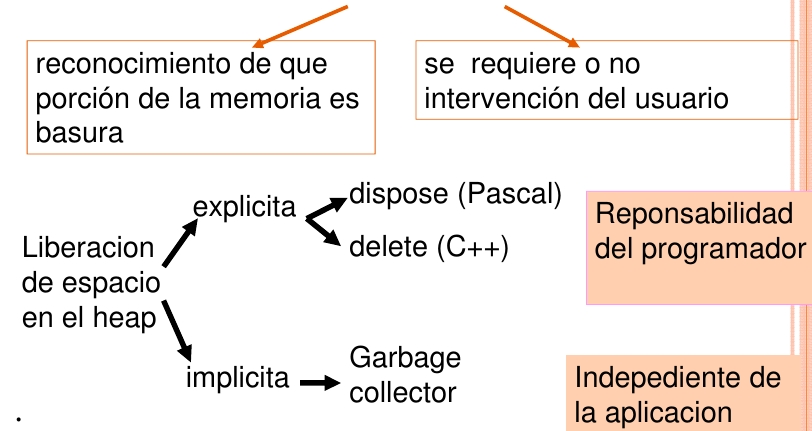 reconocimiento de que
porción de la memoria es
basura
se requiere o no
intervención del usuario
explicita
dispose (Pascal)
delete (C++)
Reponsabilidad
del programador
Liberacion
de espacio
en el heap
implicita
Garbage
collector
Indepediente de
la aplicacion
.